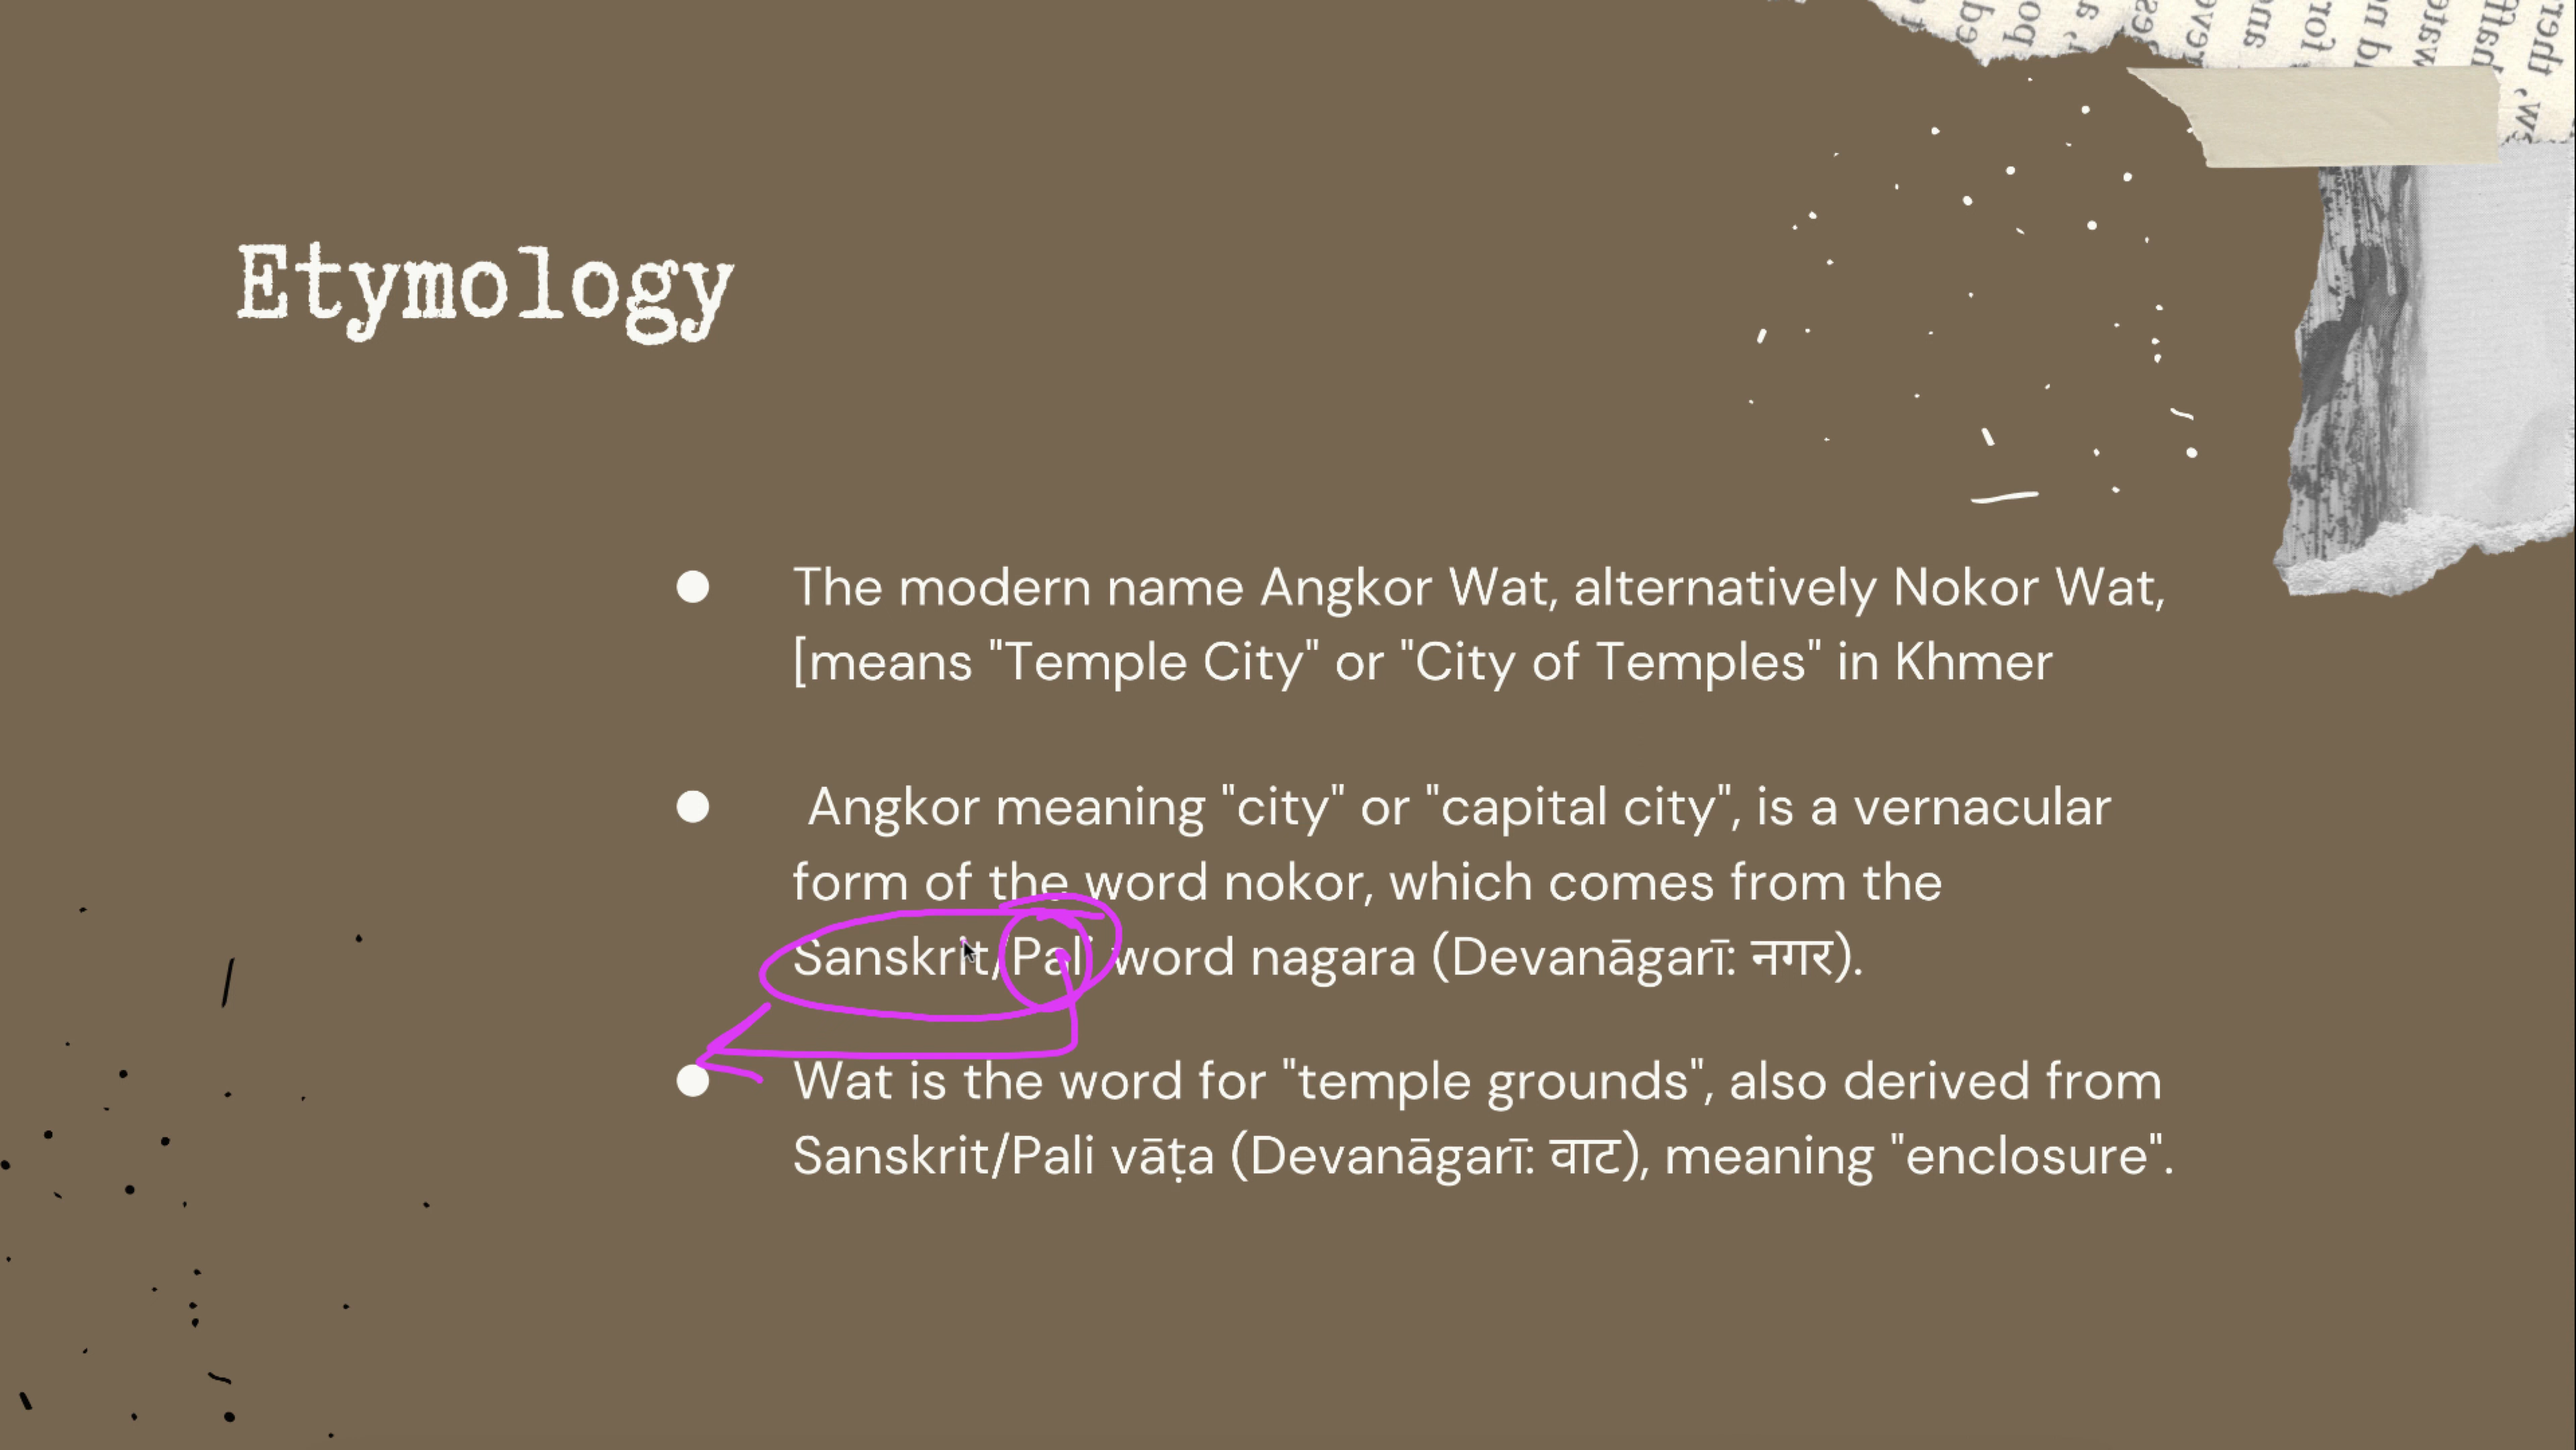 Etymology
The modern name Angkor Wat, alternatively Nokor Wat,
[means "Temple City" or "City of Temples" in Khmer
Angkor meaning "city" or "capital city", is a vernacular
form of the word nokor, which comes from the
Sanskrit/Pali word nagara (Devanāgarī: नगर).
Wat is the word for "temple grounds", also derived from
Sanskrit/Pali vāṭa (Devanāgarī: वाट), meaning "enclosure".